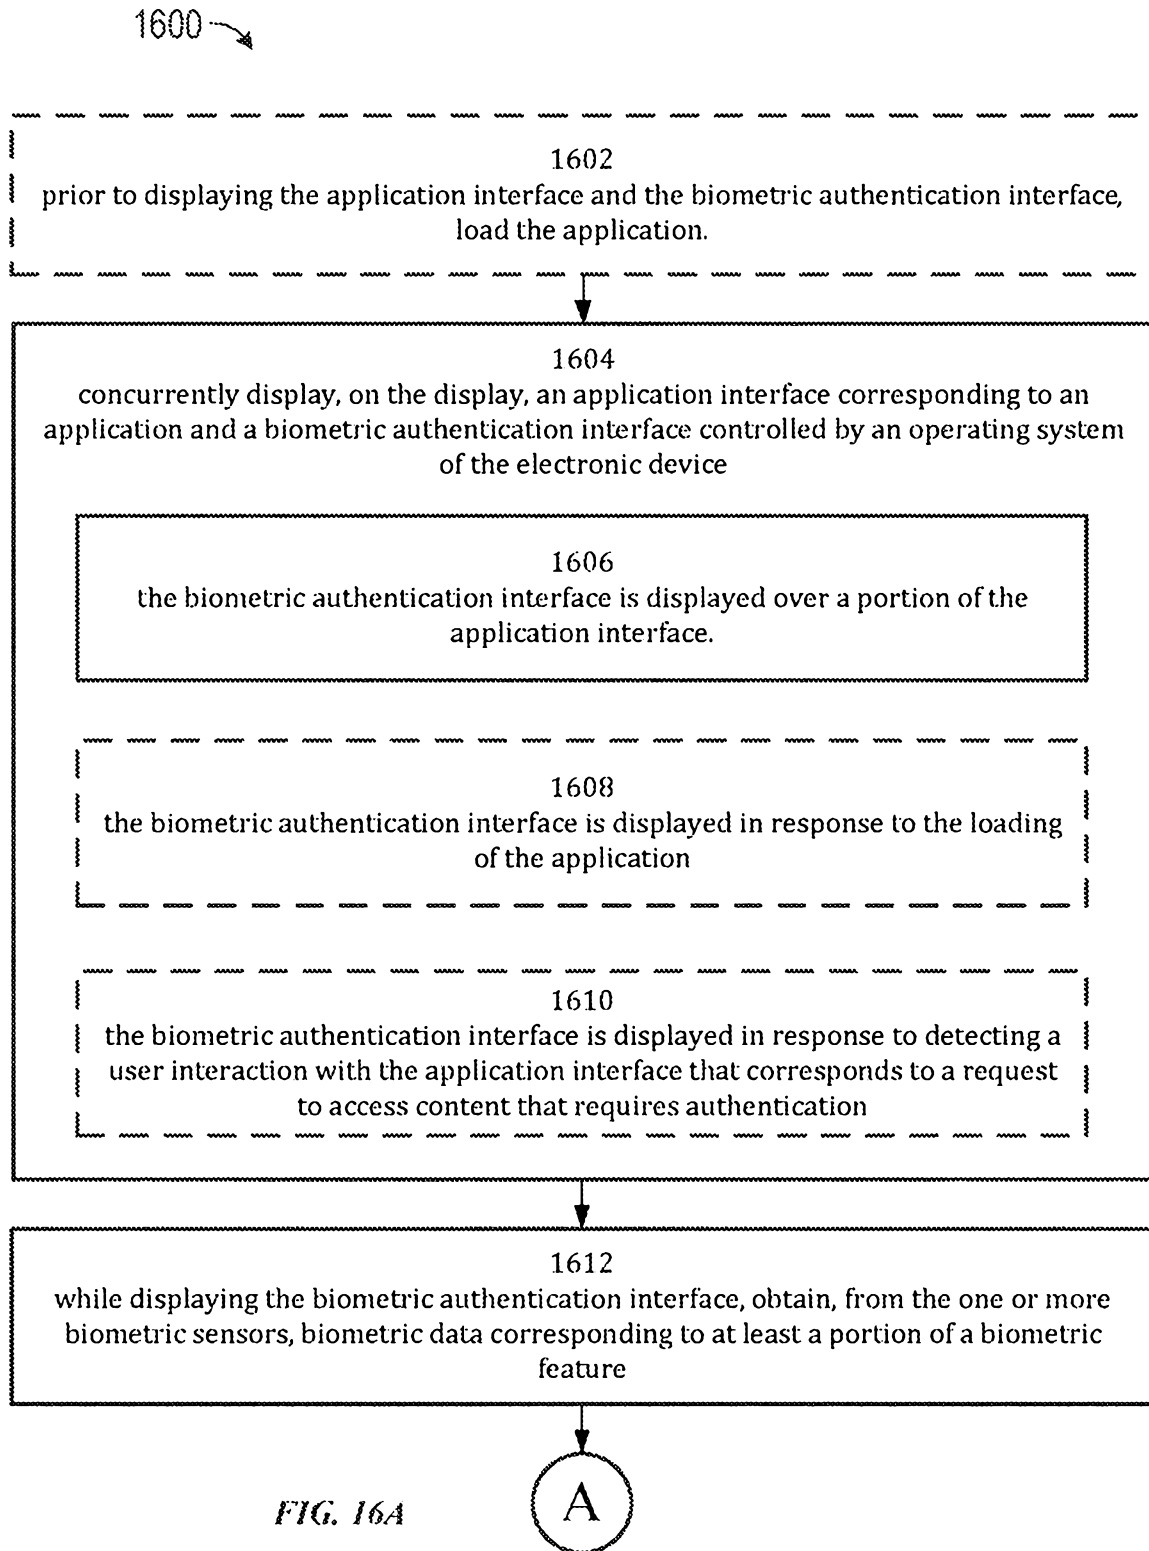 1600
1602
prior to displaying the application interface and the biometric authentication interface,
load the application.
1604
concurrently display, on the display, an application interface corresponding to an
application and a biometric authentication interface controlled by an operating system
of the electronic device
1606
the biometric authentication interface is displayed over a portion of the
application interface.
1608
the biometric authentication interface is displayed in response to the loading
of the application
1610
the biometric authentication interface is displayed in response to detecting a
user interaction with the application interface that corresponds to a request
to access content that requires authentication
1612
while displaying the biometric authentication interface, obtain, from the one or more
biometric sensors, biometric data corresponding to at least a portion of a biometric
feature
A
FIG. 16A